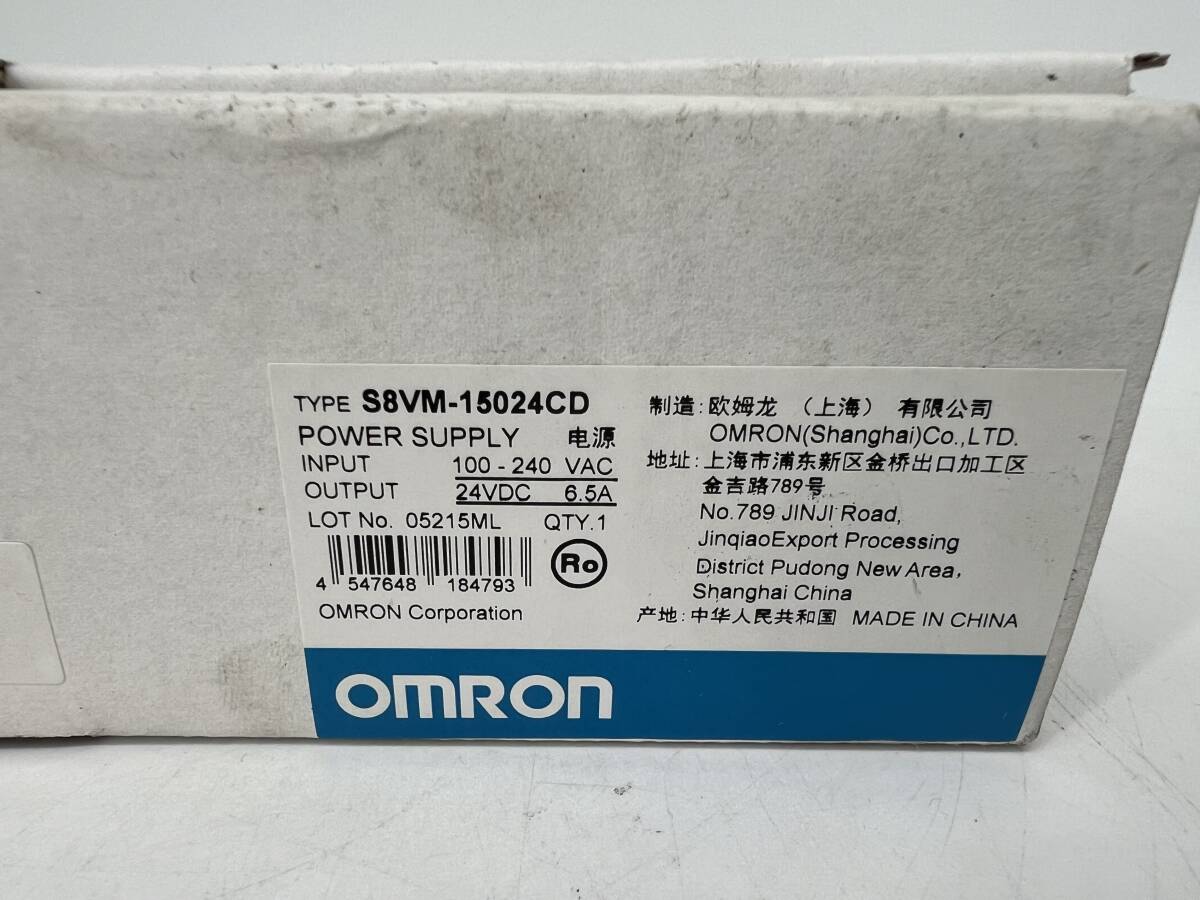 TYPE S8VM-15024CD
POWER SUPPLY 电源
INPUT 100 - 240 VAC
OUTPUT 24VDC 6.5A
LOT No. 05215ML QTY.1
4 547648 184793
Ro
OMRON Corporation
制造:欧姆龙 (上海) 有限公司
OMRON(Shanghai)Co.,LTD.
地址:上海市浦东新区金桥出口加工区
金吉路789号
No.789 JINJI Road,
JinqiaoExport Processing
District Pudong New Area,
Shanghai China
产地:中华人民共和国 MADE IN CHINA
OMRON